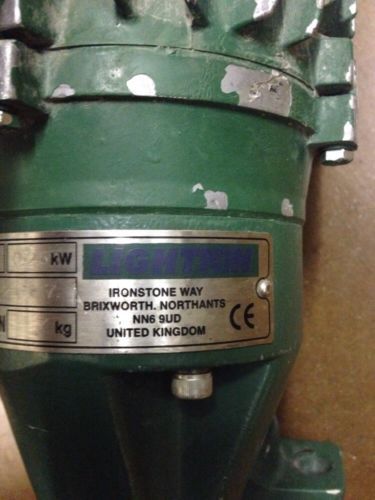 kW
LIGHTNIN
IRONSTONE WAY
BRIXWORTH. NORTHANTS
NN6 9UD
UNITED KINGDOM
CE
N
kg